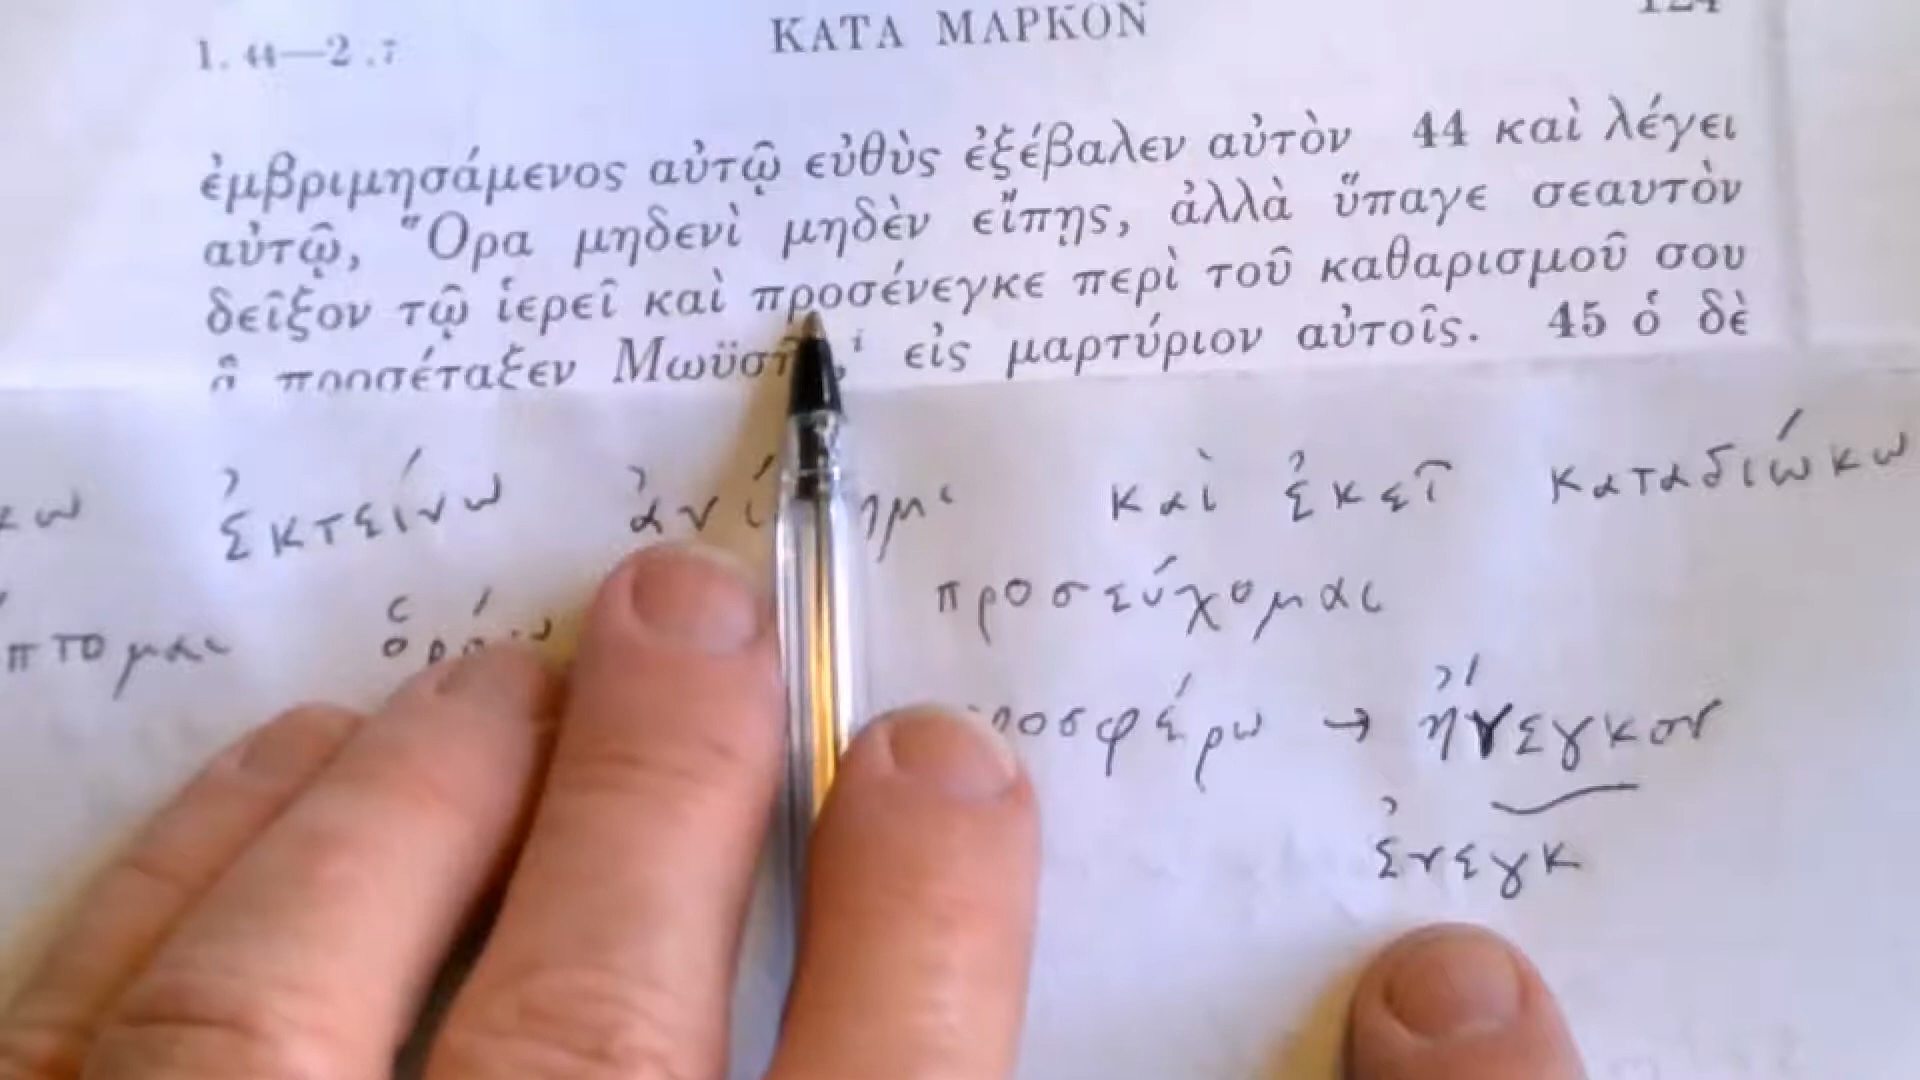 1. 44—2.7 ΚΑΤΑ ΜΑΡΚΟΝ 124
ἐμβριμησάμενος αὐτῷ εὐθὺς ἐξέβαλεν αὐτὸν 44 καὶ λέγει
αὐτῷ, Ὅρα μηδενὶ μηδὲν εἴπῃς, ἀλλὰ ὕπαγε σεαυτὸν
δεῖξον τῷ ἱερεῖ καὶ προσένεγκε περὶ τοῦ καθαρισμοῦ σου
ἃ προσέταξεν εἰς μαρτύριον αὐτοῖς. 45 ὁ δὲ
ἐκτείνω καὶ ἐκεῖ καταδιώκω
προσεύχομαι
→ ἤνεγκον
ἐνεγκ